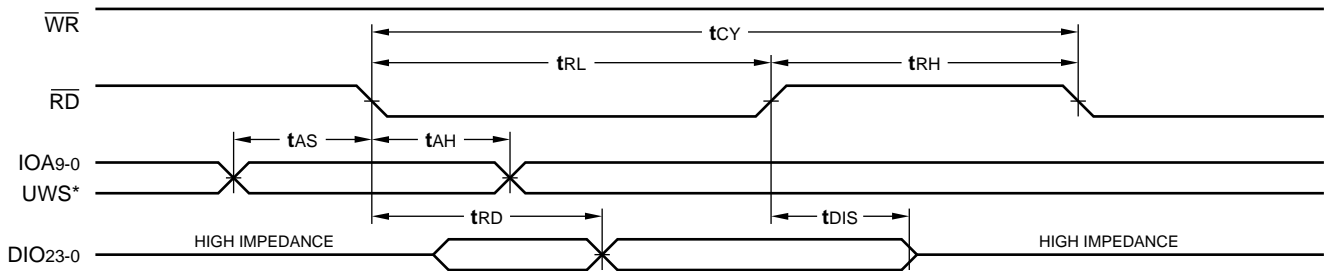 WR
tCY
tRL tRH
RD
tAS tAH
IOA9-0
UWS*
tRD tDIS
DIO23-0 HIGH IMPEDANCE HIGH IMPEDANCE